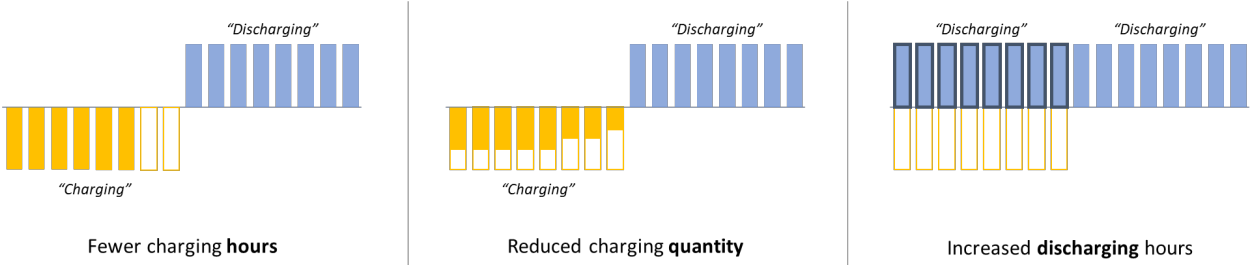 “Discharging”
“Charging”
Fewer charging hours
“Discharging”
“Charging”
Reduced charging quantity
“Discharging” “Discharging”
Increased discharging hours